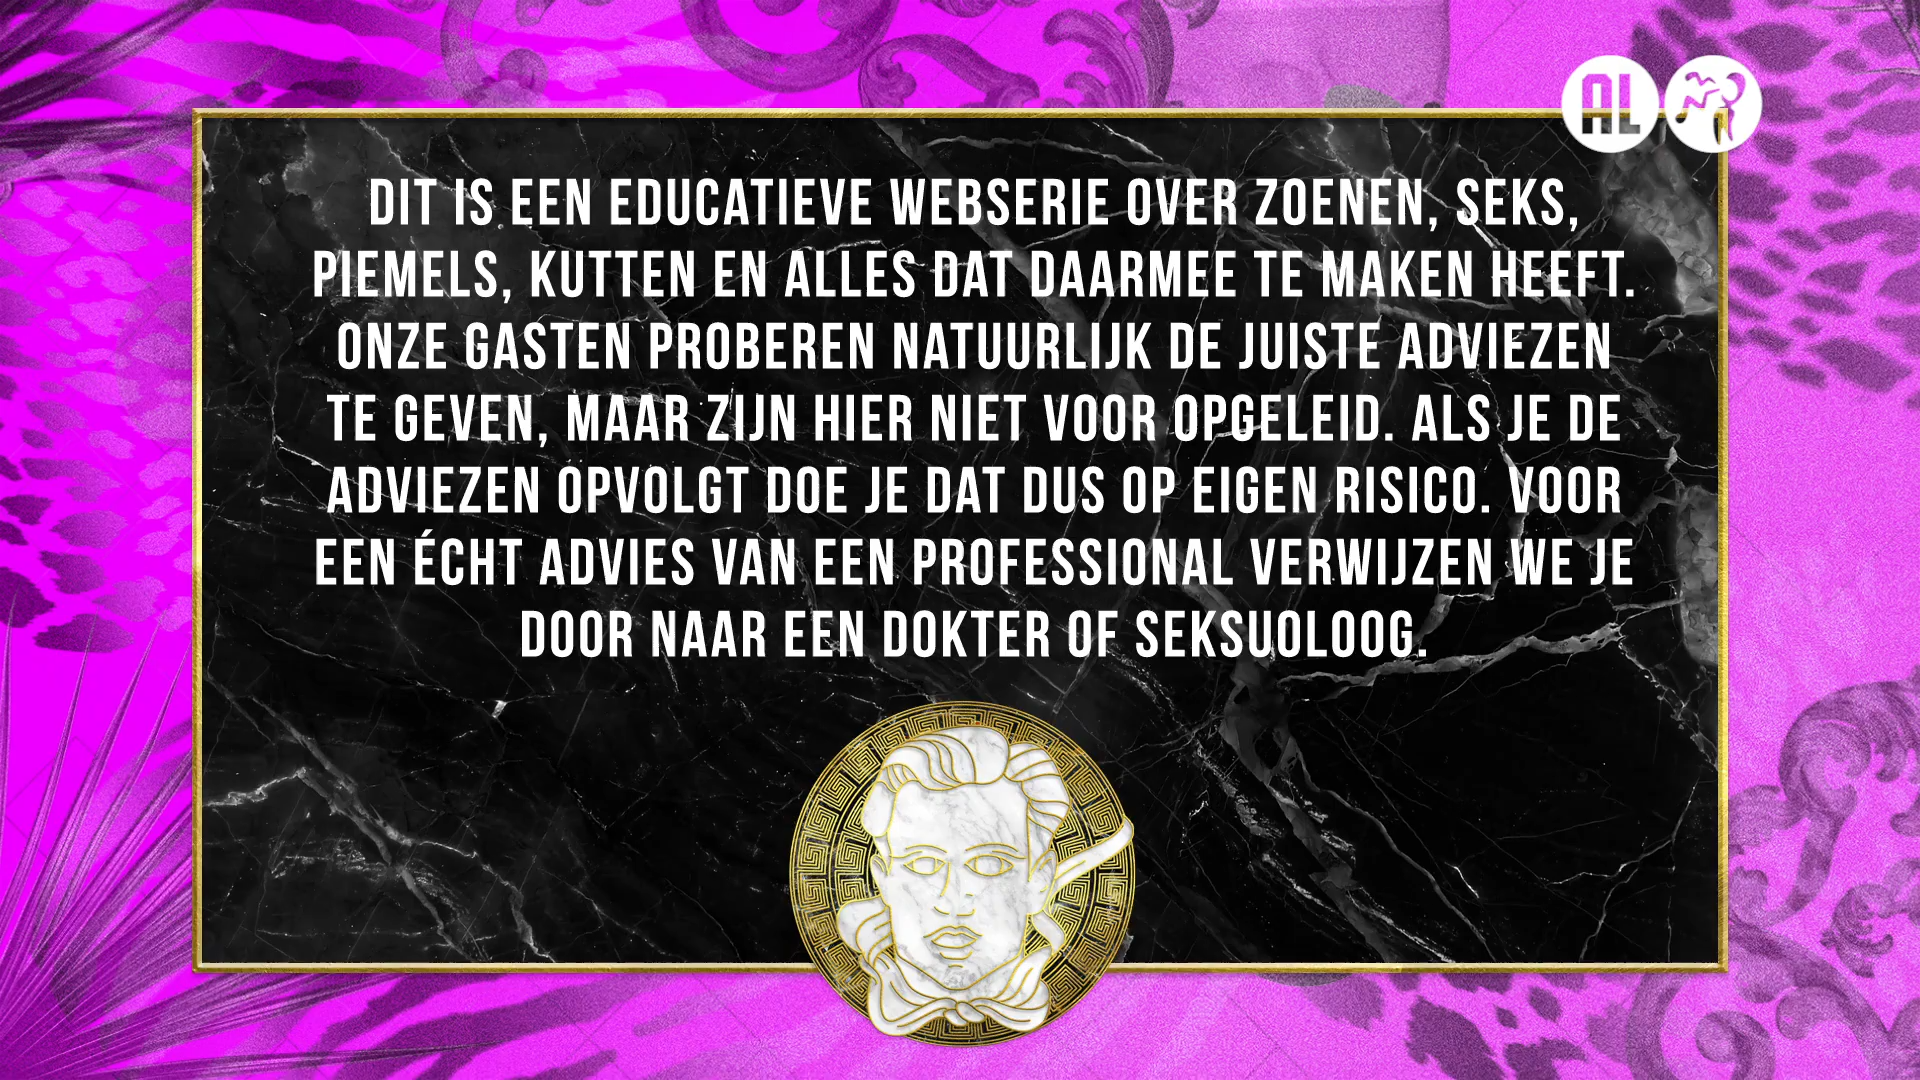 AL
DIT IS EEN EDUCATIEVE WEBSERIE OVER ZOENEN, SEKS,
PIEMELS, KUTTEN EN ALLES DAT DAARMEE TE MAKEN HEEFT.
ONZE GASTEN PROBEREN NATUURLIJK DE JUISTE ADVIEZEN
TE GEVEN, MAAR ZIJN HIER NIET VOOR OPGELEID. ALS JE DE
ADVIEZEN OPVOLGT DOE JE DAT DUS OP EIGEN RISICO. VOOR
EEN ÉCHT ADVIES VAN EEN PROFESSIONAL VERWIJZEN WE JE
DOOR NAAR EEN DOKTER OF SEKSUOLOOG.